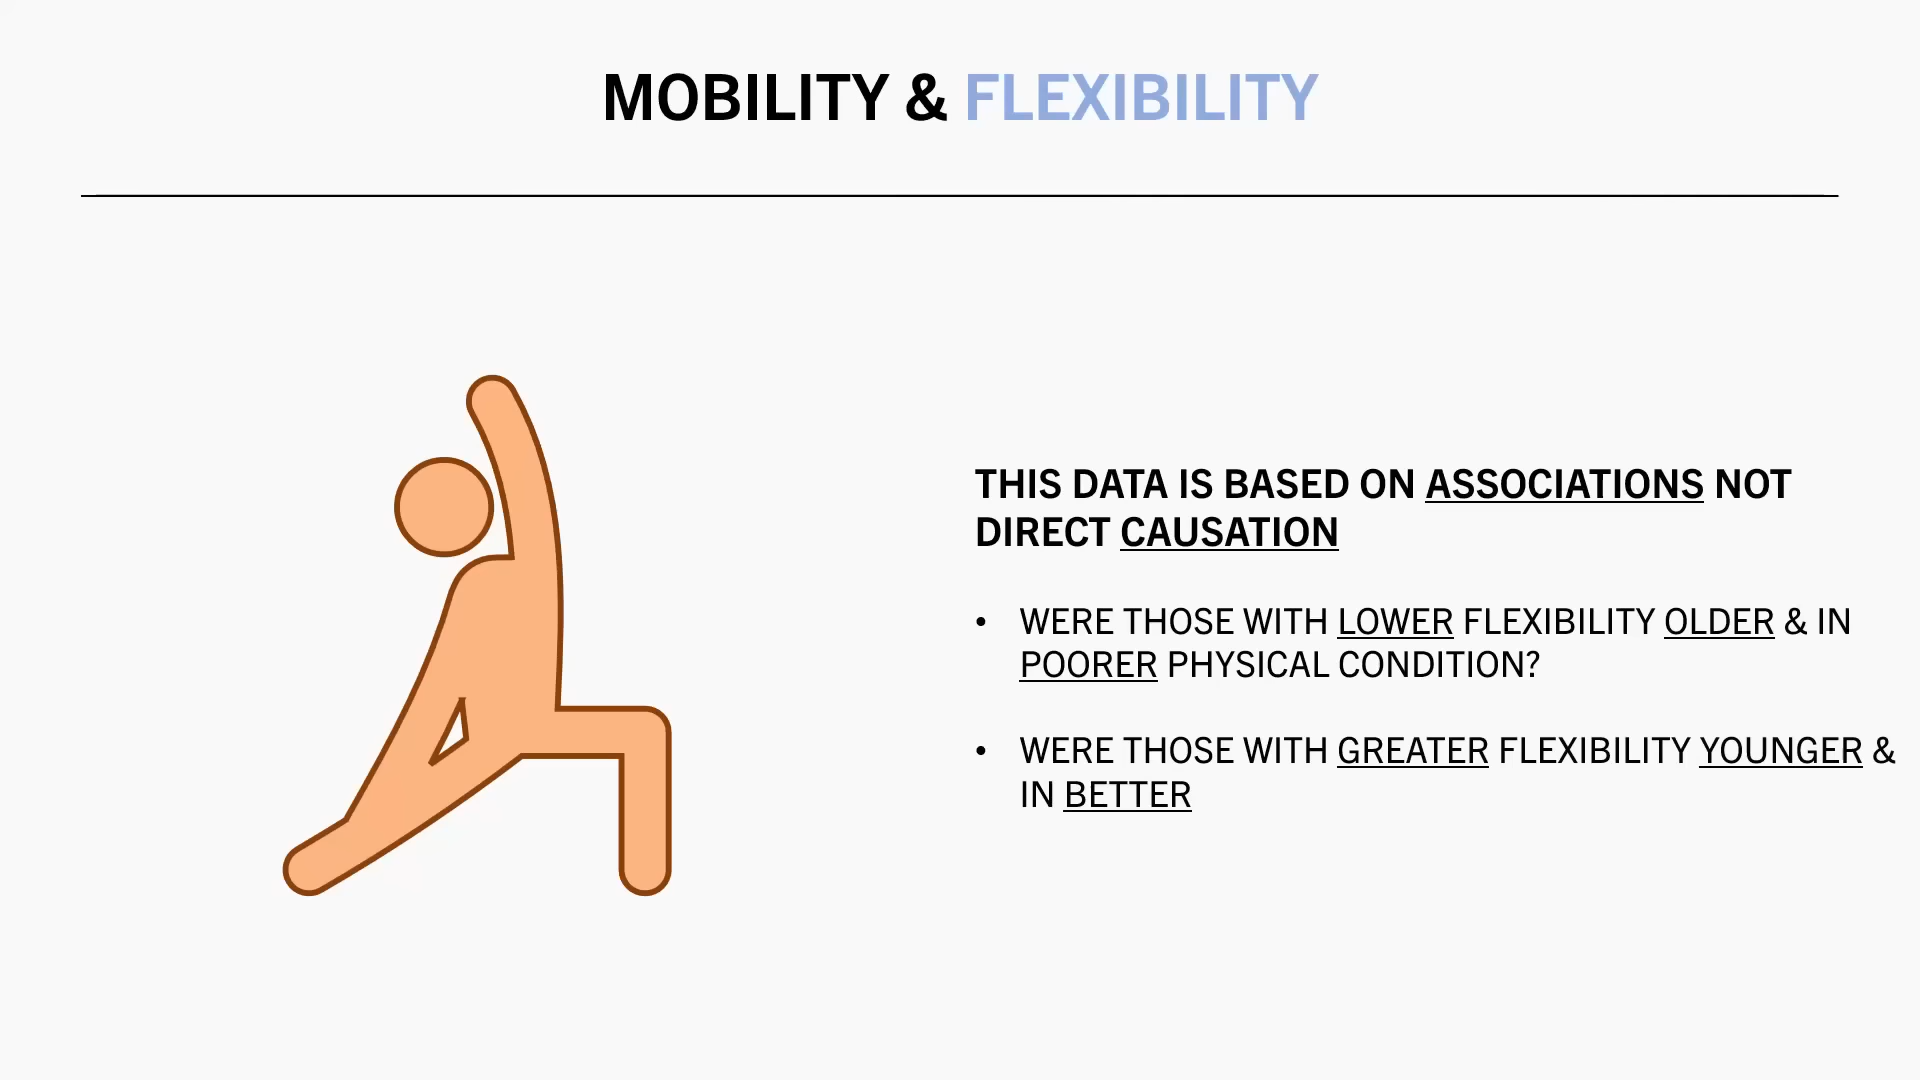 MOBILITY & FLEXIBILITY
THIS DATA IS BASED ON ASSOCIATIONS NOT
DIRECT CAUSATION
• WERE THOSE WITH LOWER FLEXIBILITY OLDER & IN
POORER PHYSICAL CONDITION?
• WERE THOSE WITH GREATER FLEXIBILITY YOUNGER &
IN BETTER